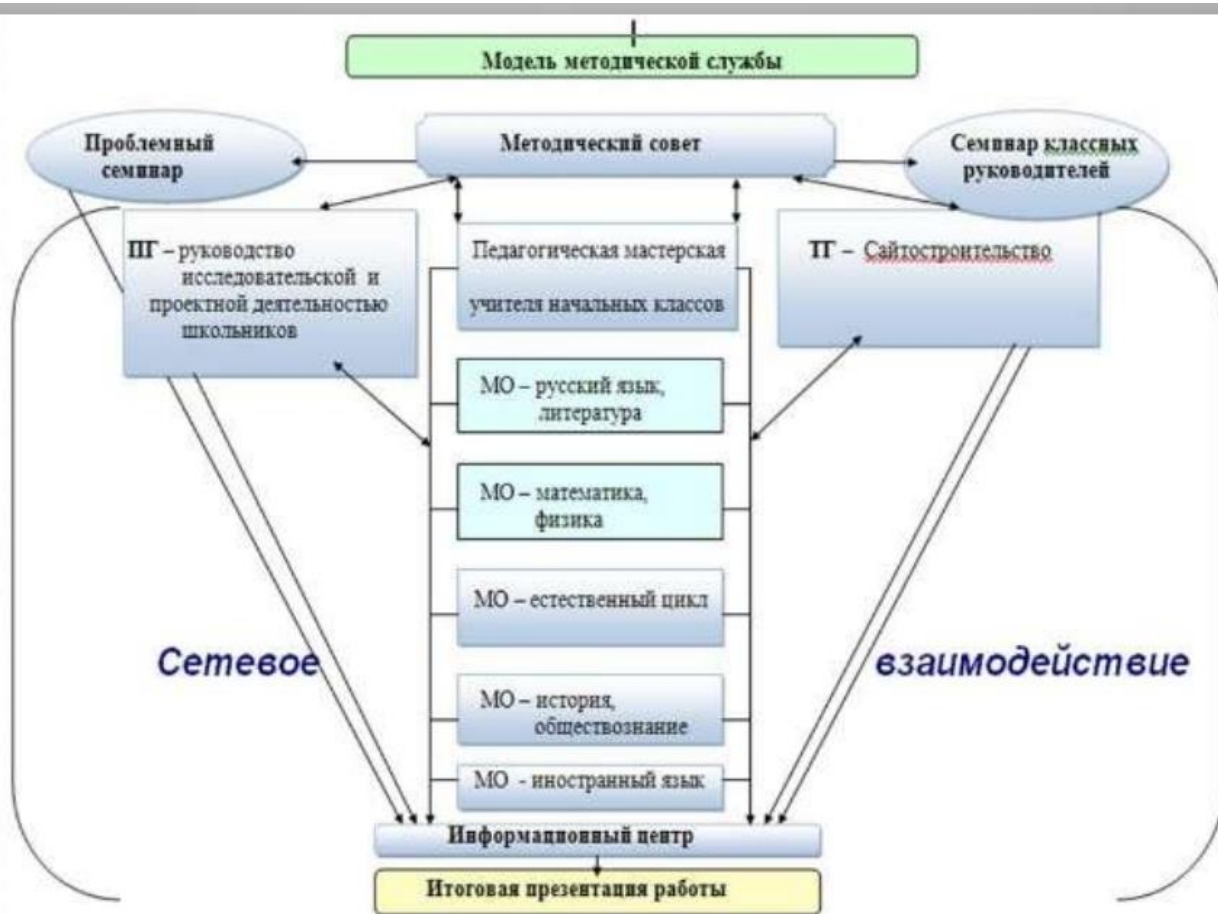 Модель методической службы
Проблемный
семинар
Методический совет
Семинар классных
руководителей
ПГ – руководство
исследовательской и
проектной деятельностью
школьников
Педагогическая мастерская
учителя начальных классов
ТГ – Сайтостроительство
МО – русский язык,
литература
МО – математика,
физика
МО – естественный цикл
Сетевое
взаимодействие
МО – история,
обществознание
МО - иностранный язык
Информационный центр
Итоговая презентация работы